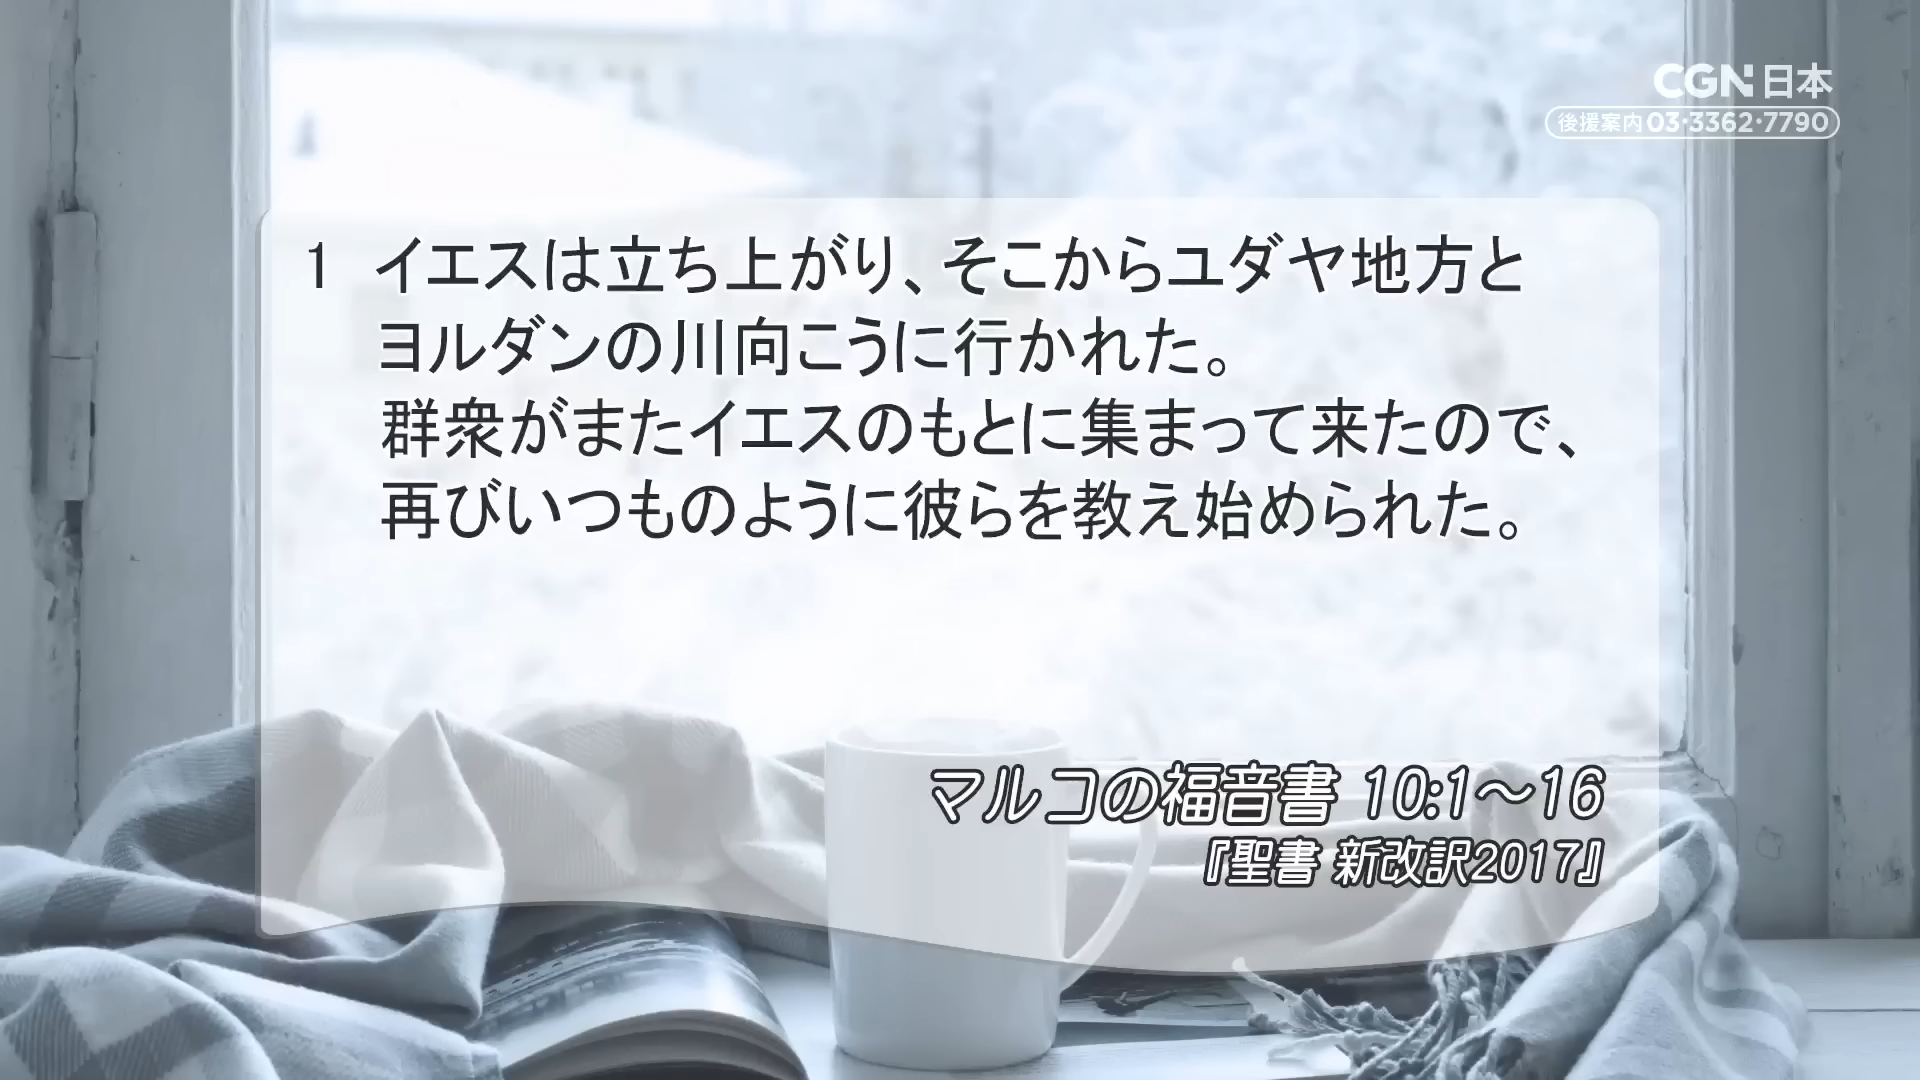 CGN日本
後援案内03·3362·7790
1 イエスは立ち上がり、そこからユダヤ地方と
ヨルダンの川向こうに行かれた。
群衆がまたイエスのもとに集まって来たので、
再びいつものように彼らを教え始められた。
マルコの福音書 10:1～16
『聖書 新改訳2017』